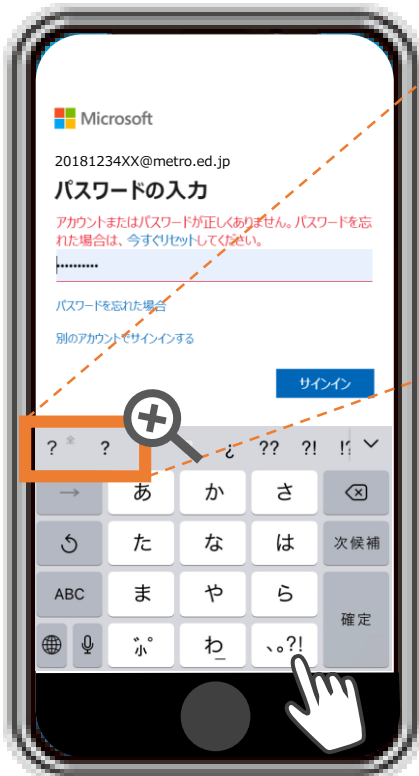 Microsoft
20181234XX@metro.ed.jp
パスワードの入力
アカウントまたはパスワードが正しくありません。パスワードを忘
れた場合は、今すぐリセットしてください。
••••••••••
パスワードを忘れた場合
別のアカウントでサインインする
サインイン
? 全 ? ¿ ?? ?! !?
→ あ か さ
た な は 次候補
ABC ま や ら 確定
小゛゜ わ_ 、。?!